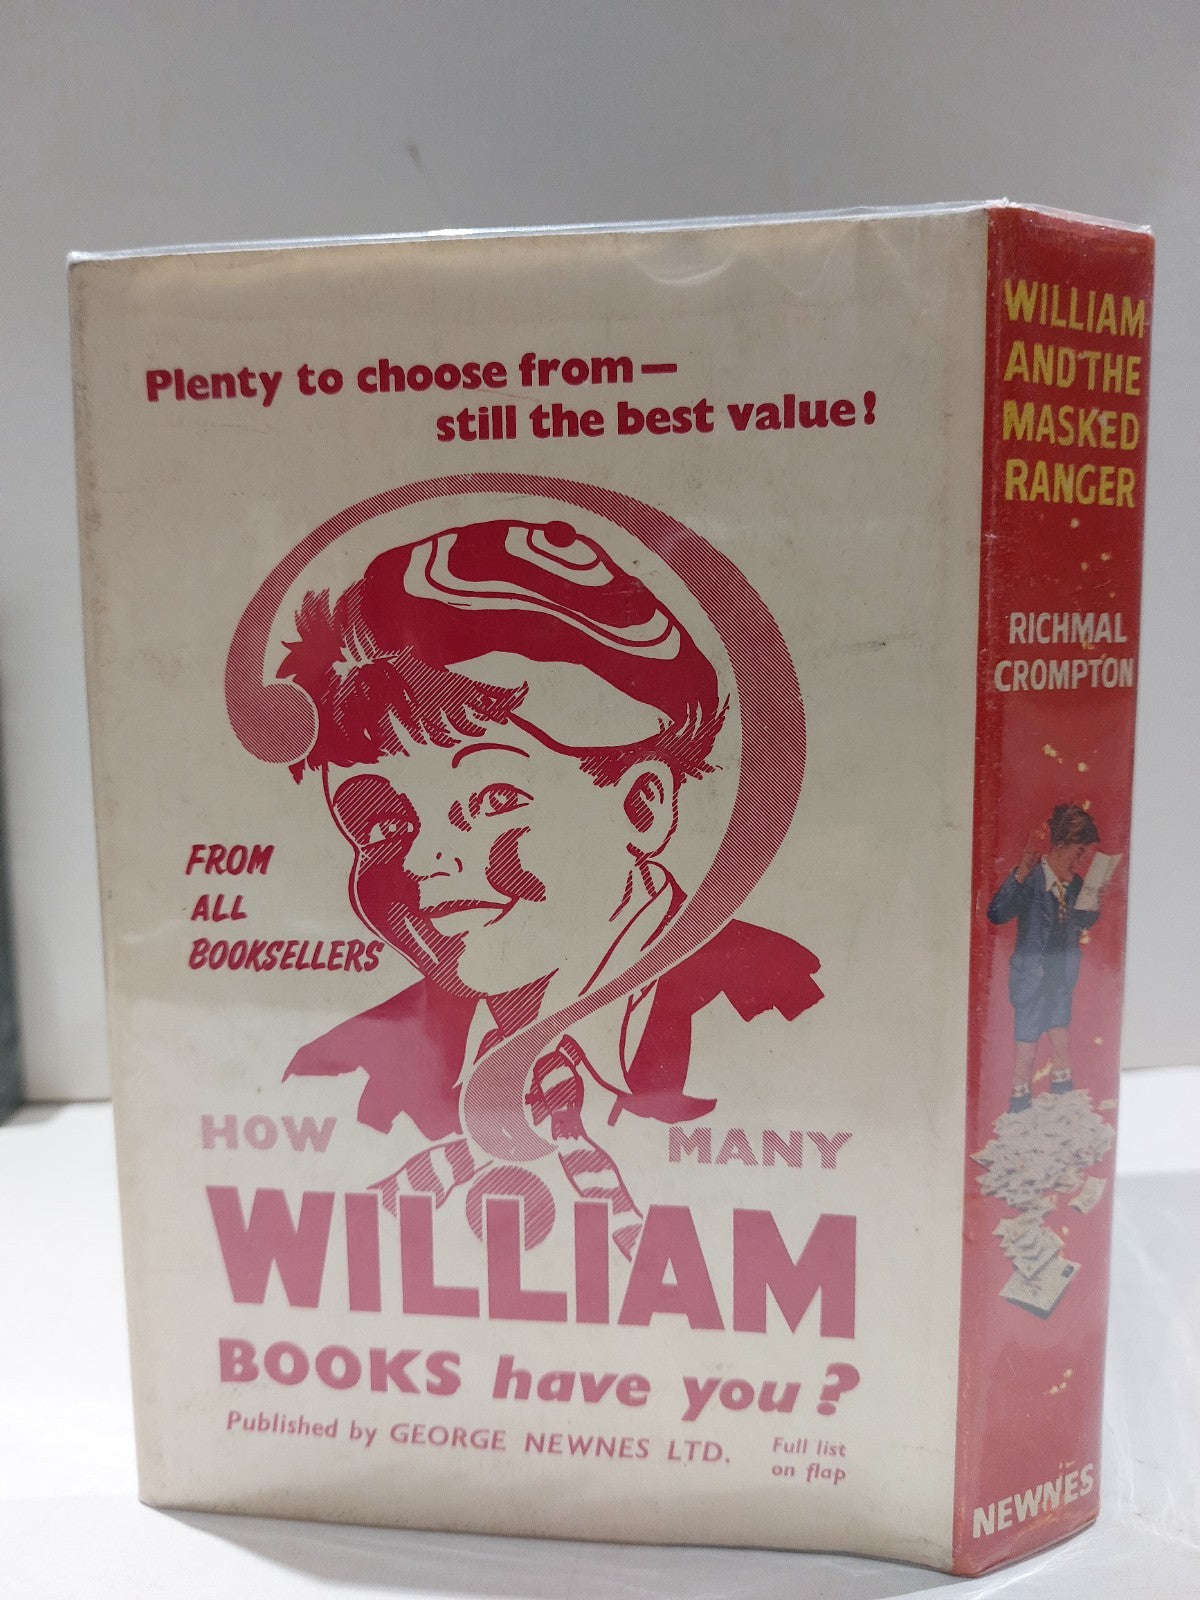 Plenty to choose from—
still the best value!
FROM
ALL
BOOKSELLERS
HOW MANY
WILLIAM
BOOKS have you?
Published by GEORGE NEWNES LTD.
Full list
on flap
WILLIAM
AND THE
MASKED
RANGER
RICHMAL
CROMPTON
NEWNES